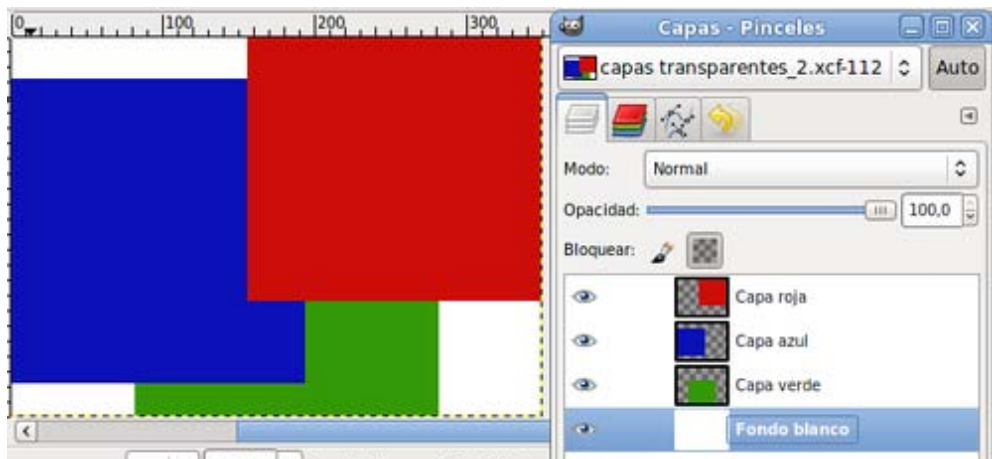 0 100 200 300
Capas - Pinceles
capas transparentes_2.xcf-112 Auto
Modo: Normal
Opacidad: 100,0
Bloquear:
Capa roja
Capa azul
Capa verde
Fondo blanco